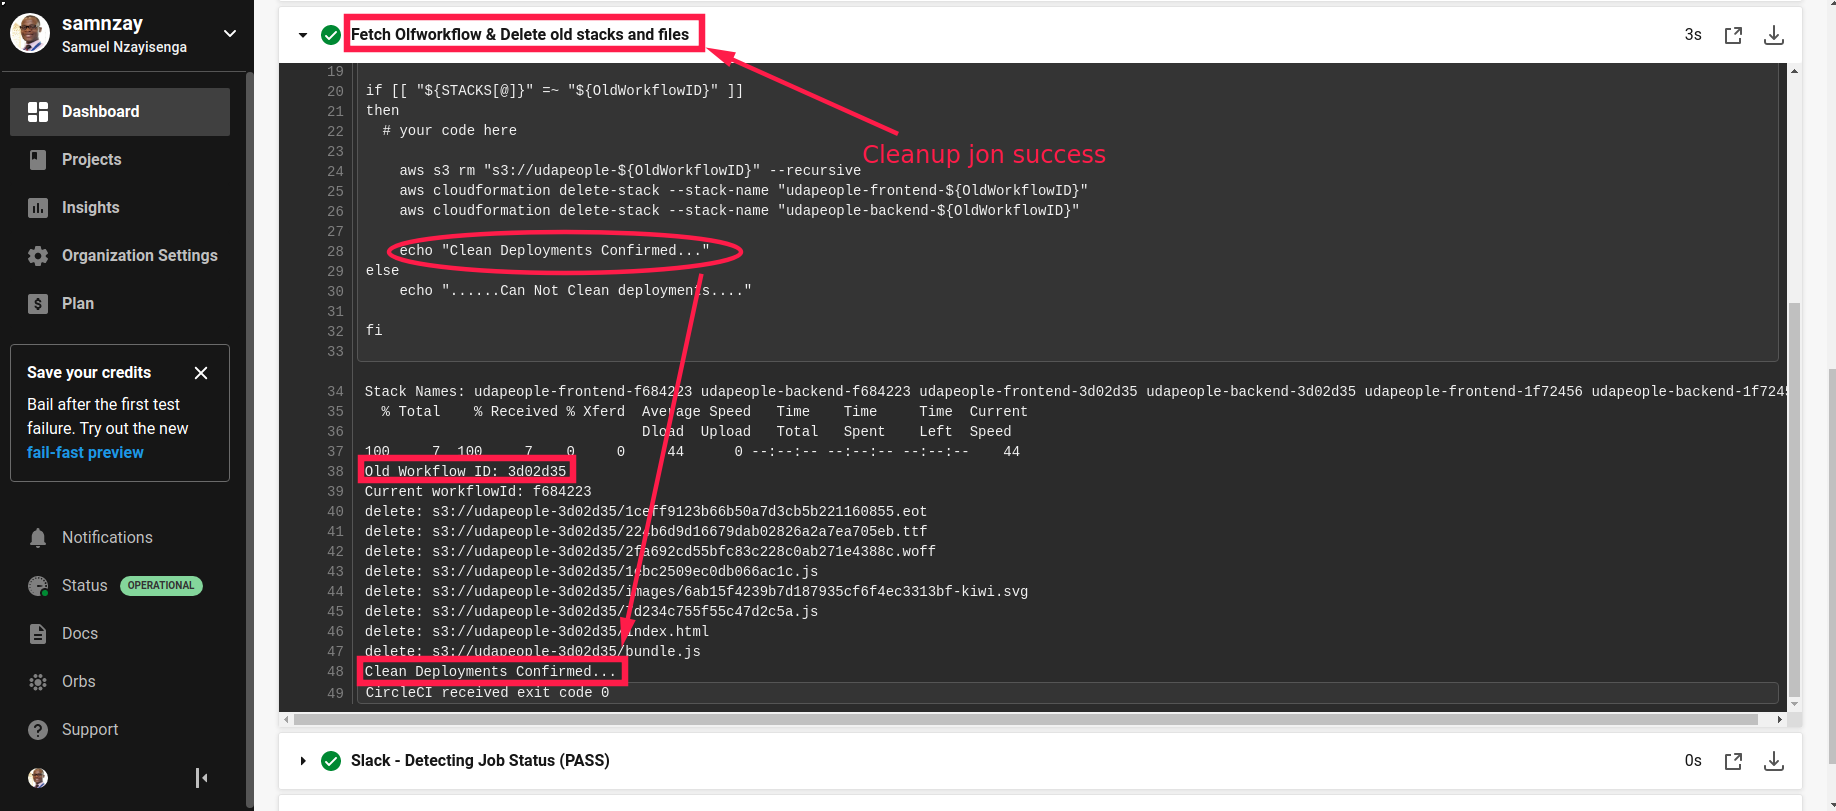 samnzay
Samuel Nzayisenga
Dashboard
Projects
Insights
Organization Settings
$ Plan
Save your credits
Bail after the first test
failure. Try out the new
fail-fast preview
Notifications
Status OPERATIONAL
Docs
Orbs
? Support
Fetch Olfworkflow & Delete old stacks and files
3s
Cleanup jon success
19
20 if [[ "${STACKS[@]}" =~ "${OldWorkflowID}" ]]
21 then
22 # your code here
23
24 aws s3 rm "s3://udapeople-${OldWorkflowID}" --recursive
25 aws cloudformation delete-stack --stack-name "udapeople-frontend-${OldWorkflowID}"
26 aws cloudformation delete-stack --stack-name "udapeople-backend-${OldWorkflowID}"
27
28 echo "Clean Deployments Confirmed..."
29 else
30 echo "......Can Not Clean deployments...."
31
32 fi
33
34 Stack Names: udapeople-frontend-f684223 udapeople-backend-f684223 udapeople-frontend-3d02d35 udapeople-backend-3d02d35 udapeople-frontend-1f72456 udapeople-backend-1f7245
35 % Total % Received % Xferd Average Speed Time Time Time Current
36 Dload Upload Total Spent Left Speed
37 100 7 100 7 0 0 44 0 --:--:-- --:--:-- --:--:-- 44
38 Old Workflow ID: 3d02d35
39 Current workflowId: f684223
40 delete: s3://udapeople-3d02d35/1ceff9123b66b50a7d3cb5b221160855.eot
41 delete: s3://udapeople-3d02d35/224b6d9d16679dab02826a2a7ea705eb.ttf
42 delete: s3://udapeople-3d02d35/2fa692cd55bfc83c228c0ab271e4388c.woff
43 delete: s3://udapeople-3d02d35/1ebc2509ec0db066ac1c.js
44 delete: s3://udapeople-3d02d35/images/6ab15f4239b7d187935cf6f4ec3313bf-kiwi.svg
45 delete: s3://udapeople-3d02d35/7d234c755f55c47d2c5a.js
46 delete: s3://udapeople-3d02d35/index.html
47 delete: s3://udapeople-3d02d35/bundle.js
48 Clean Deployments Confirmed...
49 CircleCI received exit code 0
Slack - Detecting Job Status (PASS)
0s